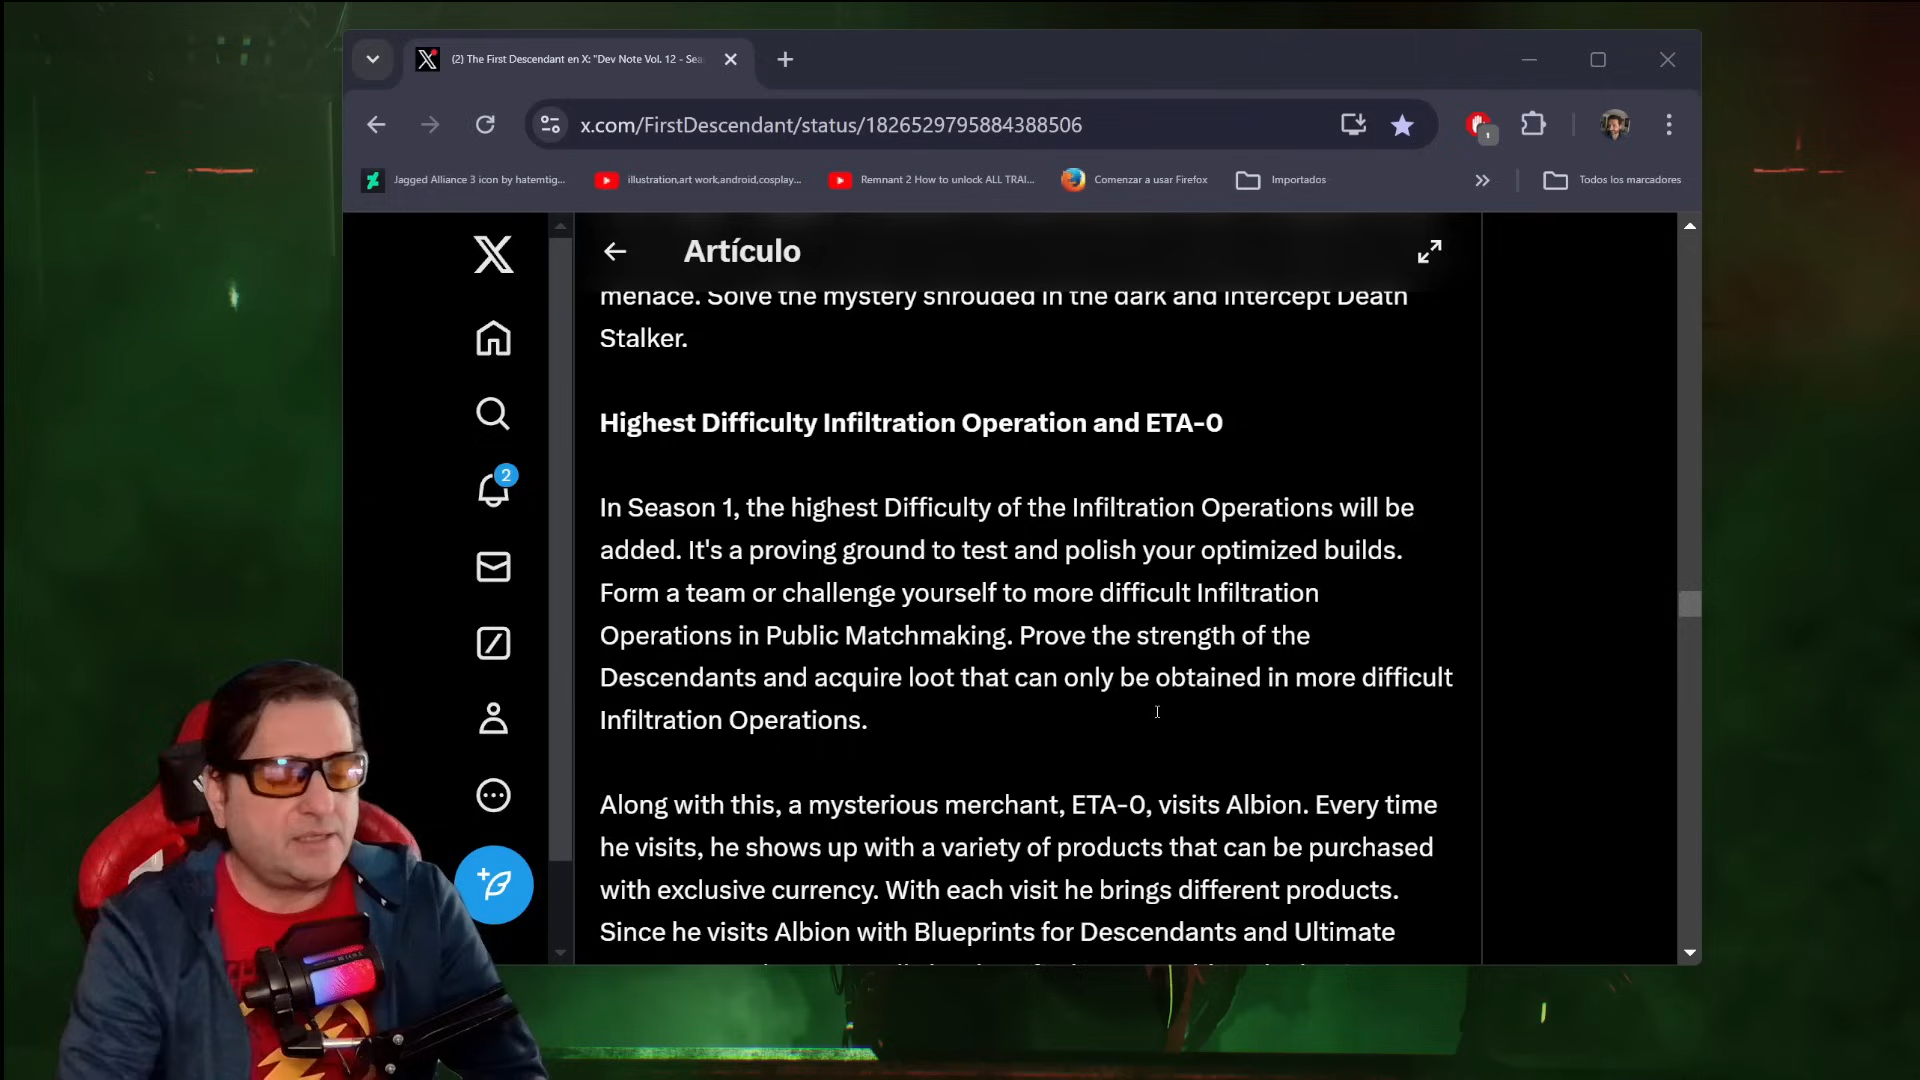 (2) The First Descendant en X: "Dev Note Vol. 12 - Sea
x.com/FirstDescendant/status/1826529795884388506
1
Jagged Alliance 3 icon by hatemtig...
illustration,art work,android,cosplay...
Remnant 2 How to unlock ALL TRAI...
Comenzar a usar Firefox
Importados
Todos los marcadores
Artículo
menace. Solve the mystery shrouded in the dark and Intercept Death
Stalker.
Highest Difficulty Infiltration Operation and ETA-0
2
In Season 1, the highest Difficulty of the Infiltration Operations will be
added. It's a proving ground to test and polish your optimized builds.
Form a team or challenge yourself to more difficult Infiltration
Operations in Public Matchmaking. Prove the strength of the
Descendants and acquire loot that can only be obtained in more difficult
Infiltration Operations.
Along with this, a mysterious merchant, ETA-0, visits Albion. Every time
he visits, he shows up with a variety of products that can be purchased
with exclusive currency. With each visit he brings different products.
Since he visits Albion with Blueprints for Descendants and Ultimate